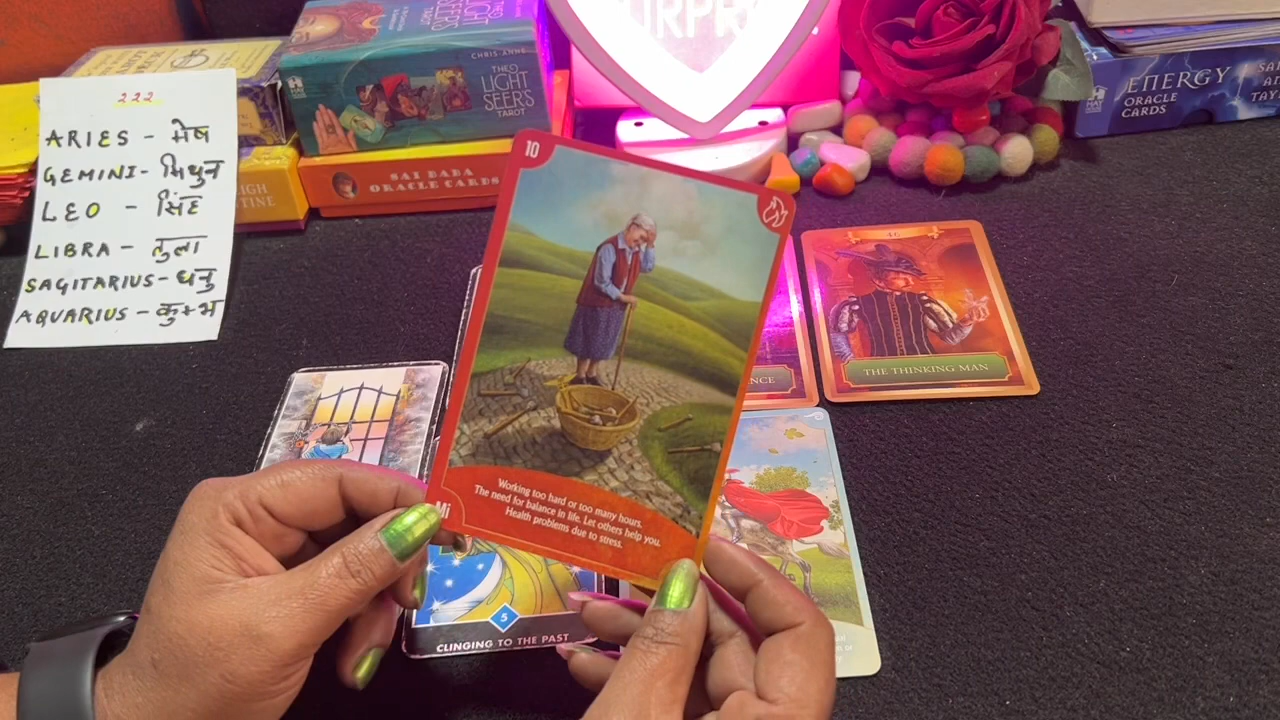 222
ARIES - मेष
GEMINI - मिथुन
LEO - सिंह
LIBRA - तुला
SAGITARIUS - धनु
AQUARIUS - कुम्भ
CHRIS-ANNE
THE
LIGHT
SEER'S
TAROT
SAI BABA
ORACLE CARDS
ENERGY
ORACLE
CARDS
10
Working too hard or too many hours.
The need for balance in life. Let others help you.
Health problems due to stress.
46
THE THINKING MAN
5
CLINGING TO THE PAST